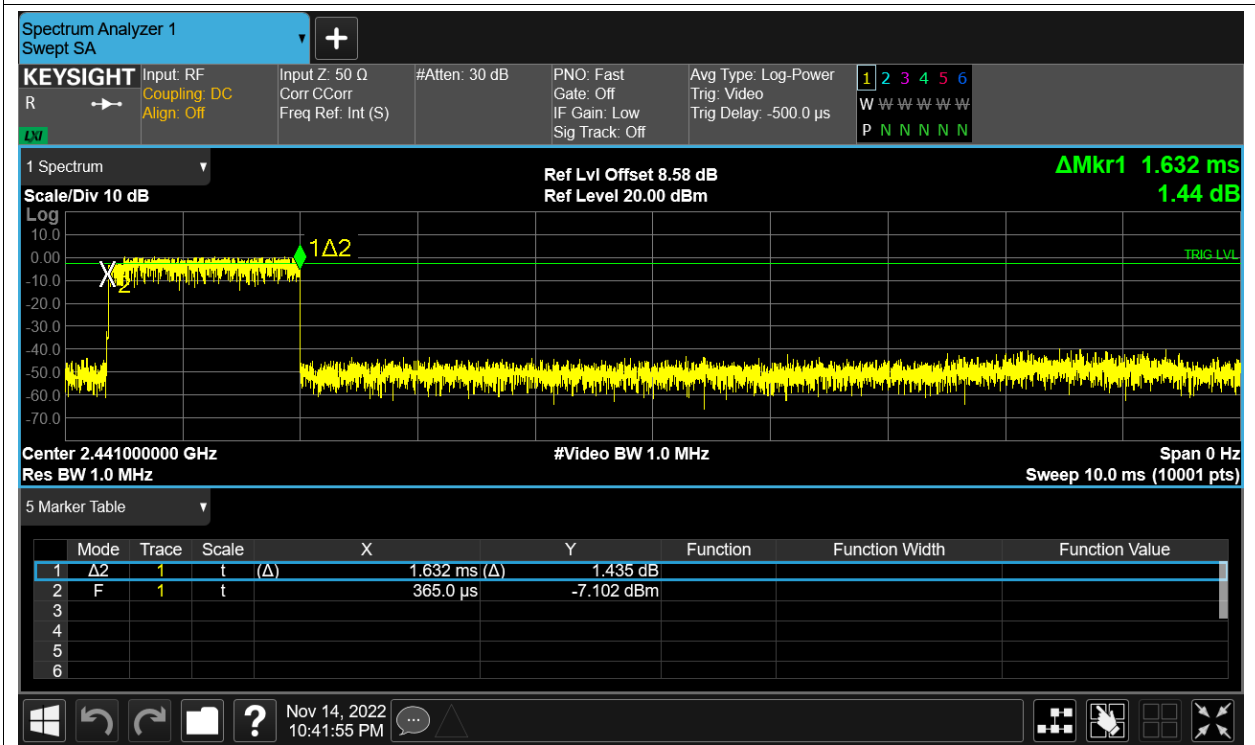 Spectrum Analyzer 1
Swept SA
KEYSIGHT
R
LXI
Input: RF
Coupling: DC
Align: Off
Input Z: 50 Ω
Corr CCorr
Freq Ref: Int (S)
#Atten: 30 dB
PNO: Fast
Gate: Off
IF Gain: Low
Sig Track: Off
Avg Type: Log-Power
Trig: Video
Trig Delay: -500.0 µs
1 2 3 4 5 6
W W W W W W
P N N N N N
1 Spectrum
Scale/Div 10 dB
Ref Lvl Offset 8.58 dB
Ref Level 20.00 dBm
ΔMkr1 1.632 ms
1.44 dB
Log
10.0
0.00
-10.0
-20.0
-30.0
-40.0
-50.0
-60.0
-70.0
1Δ2
X2
TRIG LVL
Center 2.441000000 GHz
Res BW 1.0 MHz
#Video BW 1.0 MHz
Span 0 Hz
Sweep 10.0 ms (10001 pts)
5 Marker Table
Mode Trace Scale X Y Function Function Width Function Value
1 Δ2 1 t (Δ) 1.632 ms (Δ) 1.435 dB
2 F 1 t 365.0 µs -7.102 dBm
3
4
5
6
?
Nov 14, 2022
10:41:55 PM